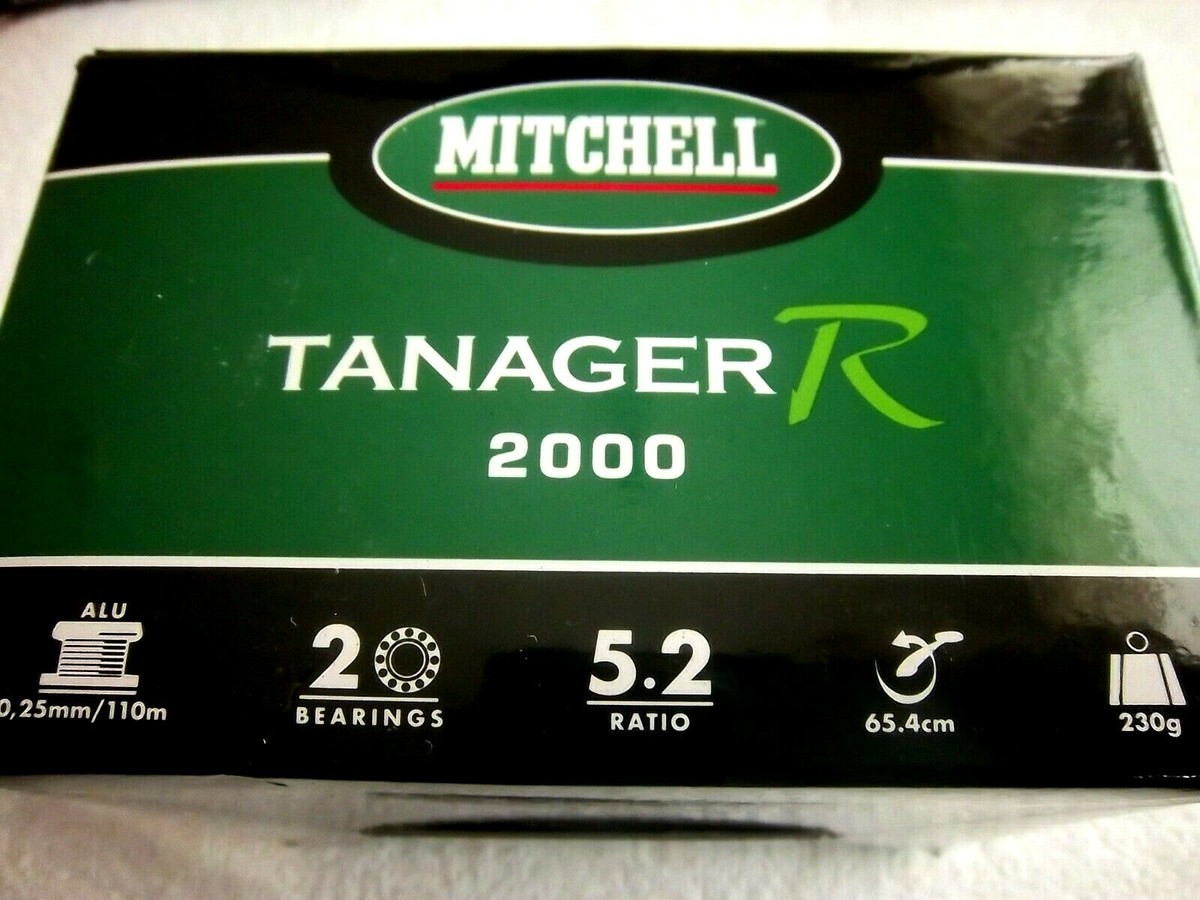 MITCHELL
TANAGER R
2000
ALU
0,25mm/110m
2 BEARINGS
5.2 RATIO
65.4cm
230g